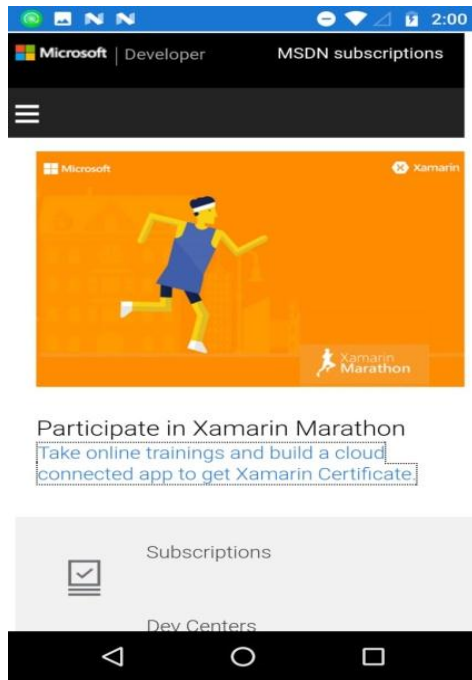 2:00
Microsoft | Developer MSDN subscriptions
Microsoft Xamarin
Xamarin
Marathon
Participate in Xamarin Marathon
Take online trainings and build a cloud
connected app to get Xamarin Certificate.
Subscriptions
Dev Centers